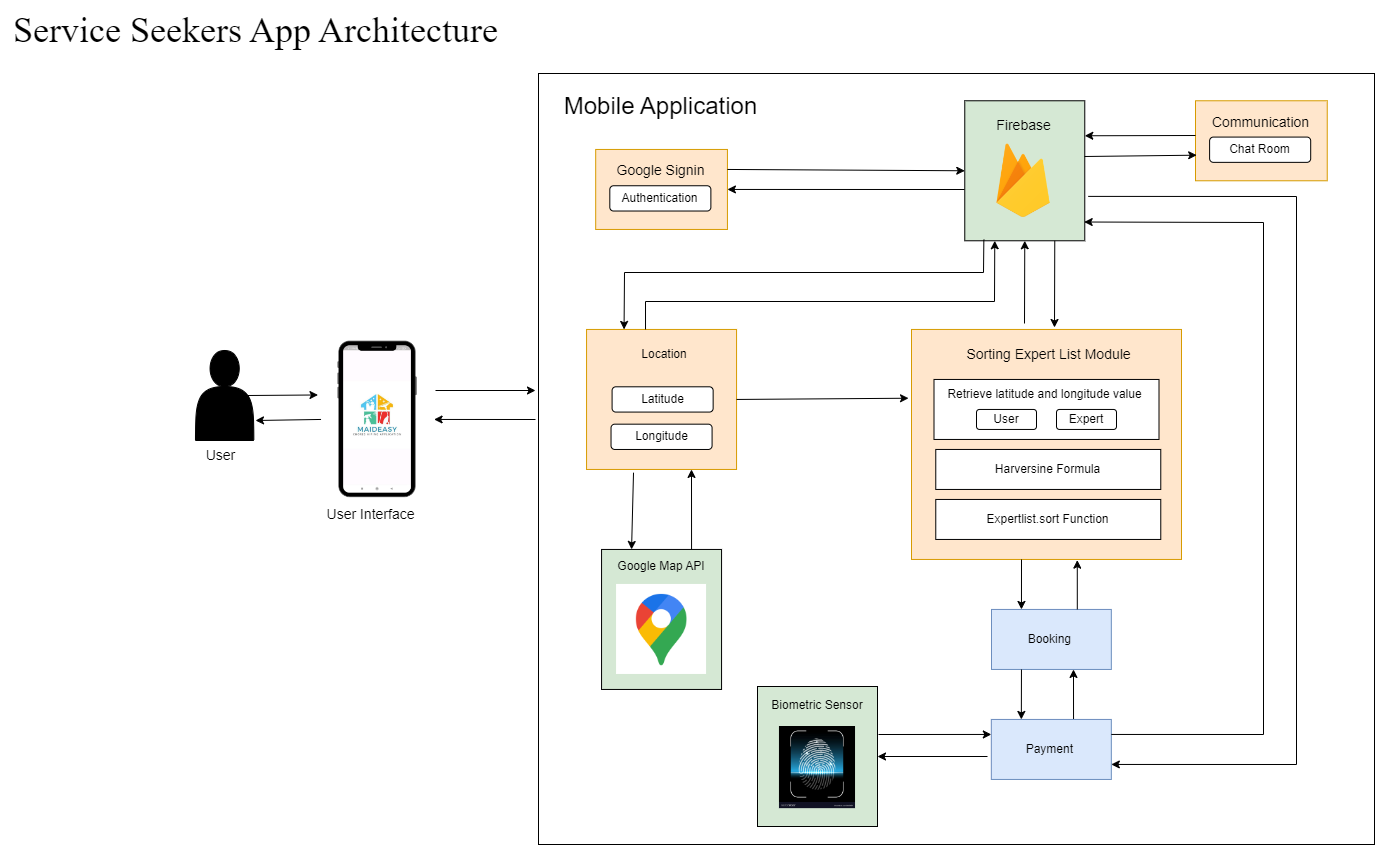 Service Seekers App Architecture
Mobile Application
Firebase
Communication
Chat Room
Google Signin
Authentication
Location
Latitude
Longitude
Sorting Expert List Module
Retrieve latitude and longitude value
User
Expert
Harversine Formula
Expertlist.sort Function
MAIDEASY
User
User Interface
Google Map API
Booking
Biometric Sensor
Payment